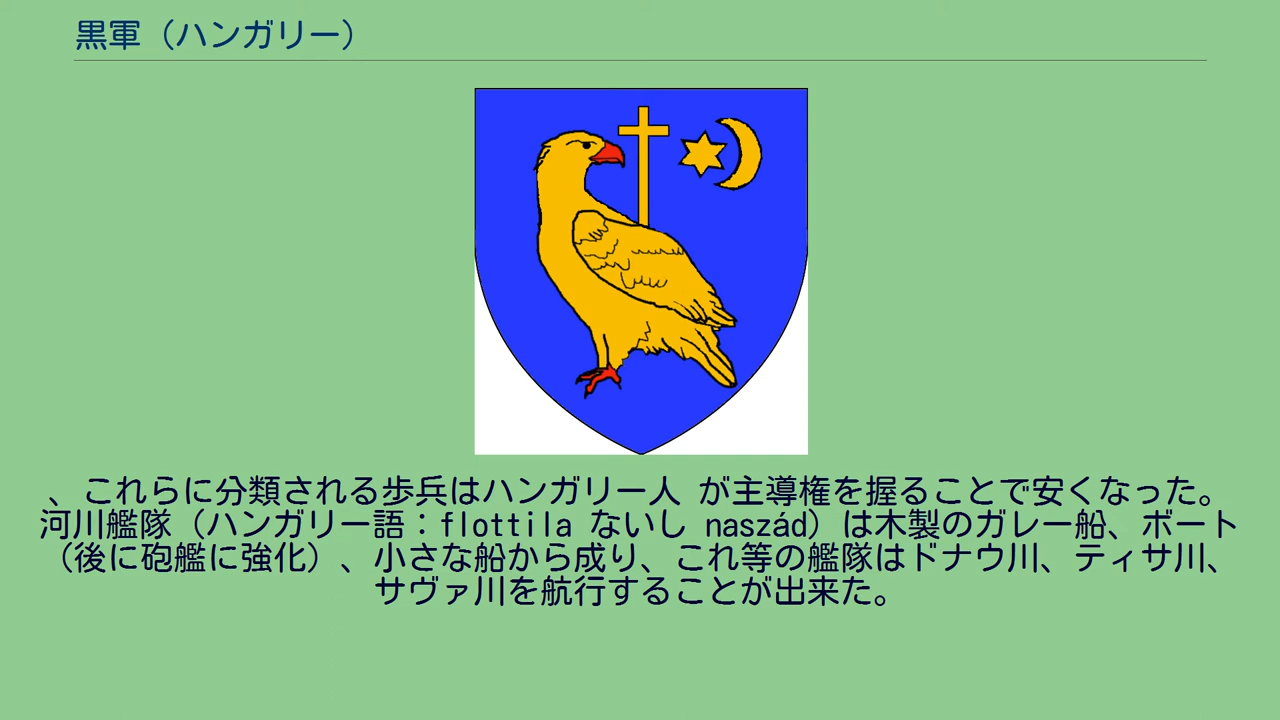 黒軍（ハンガリー）
、これらに分類される歩兵はハンガリー人 が主導権を握ることで安くなった。
河川艦隊（ハンガリー語：flottila ないし naszád）は木製のガレー船、ボート
（後に砲艦に強化）、小さな船から成り、これ等の艦隊はドナウ川、ティサ川、
サヴァ川を航行することが出来た。